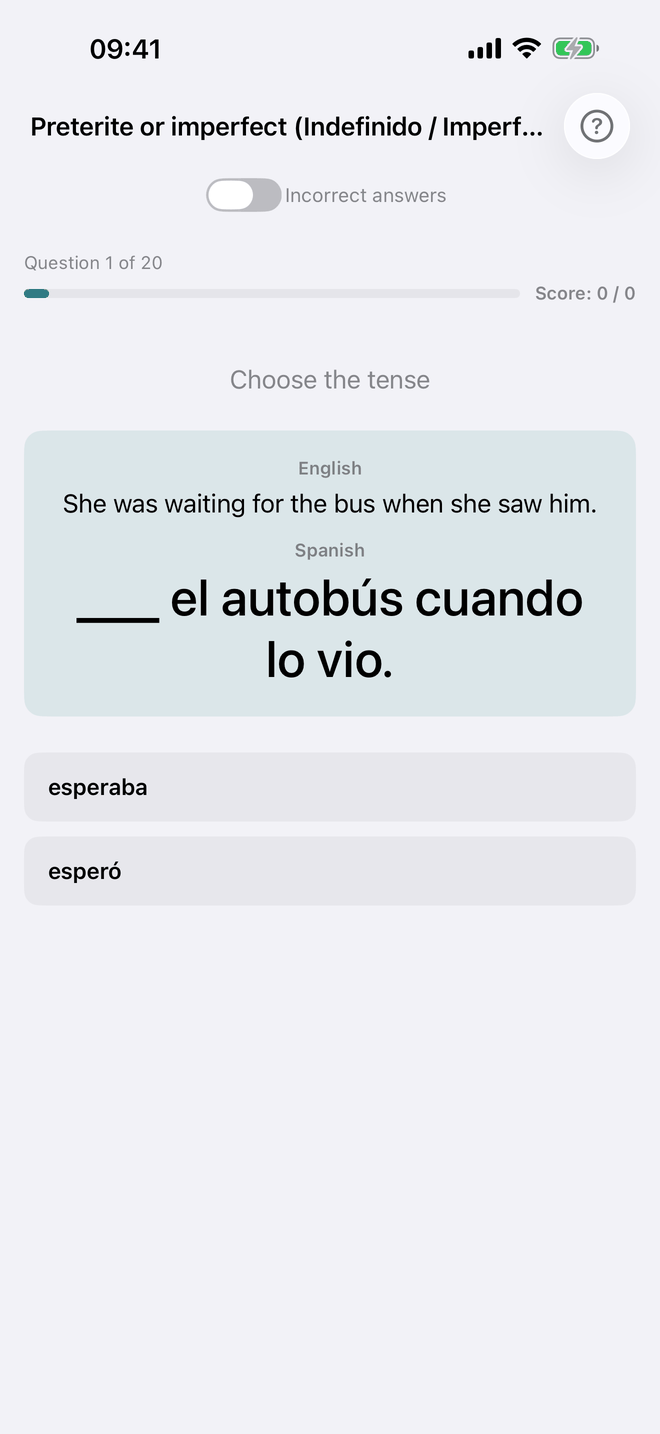 09:41
Preterite or imperfect (Indefinido / Imperf...
?
Incorrect answers
Question 1 of 20
Score: 0 / 0
Choose the tense
English
She was waiting for the bus when she saw him.
Spanish
____ el autobús cuando
lo vio.
esperaba
esperó